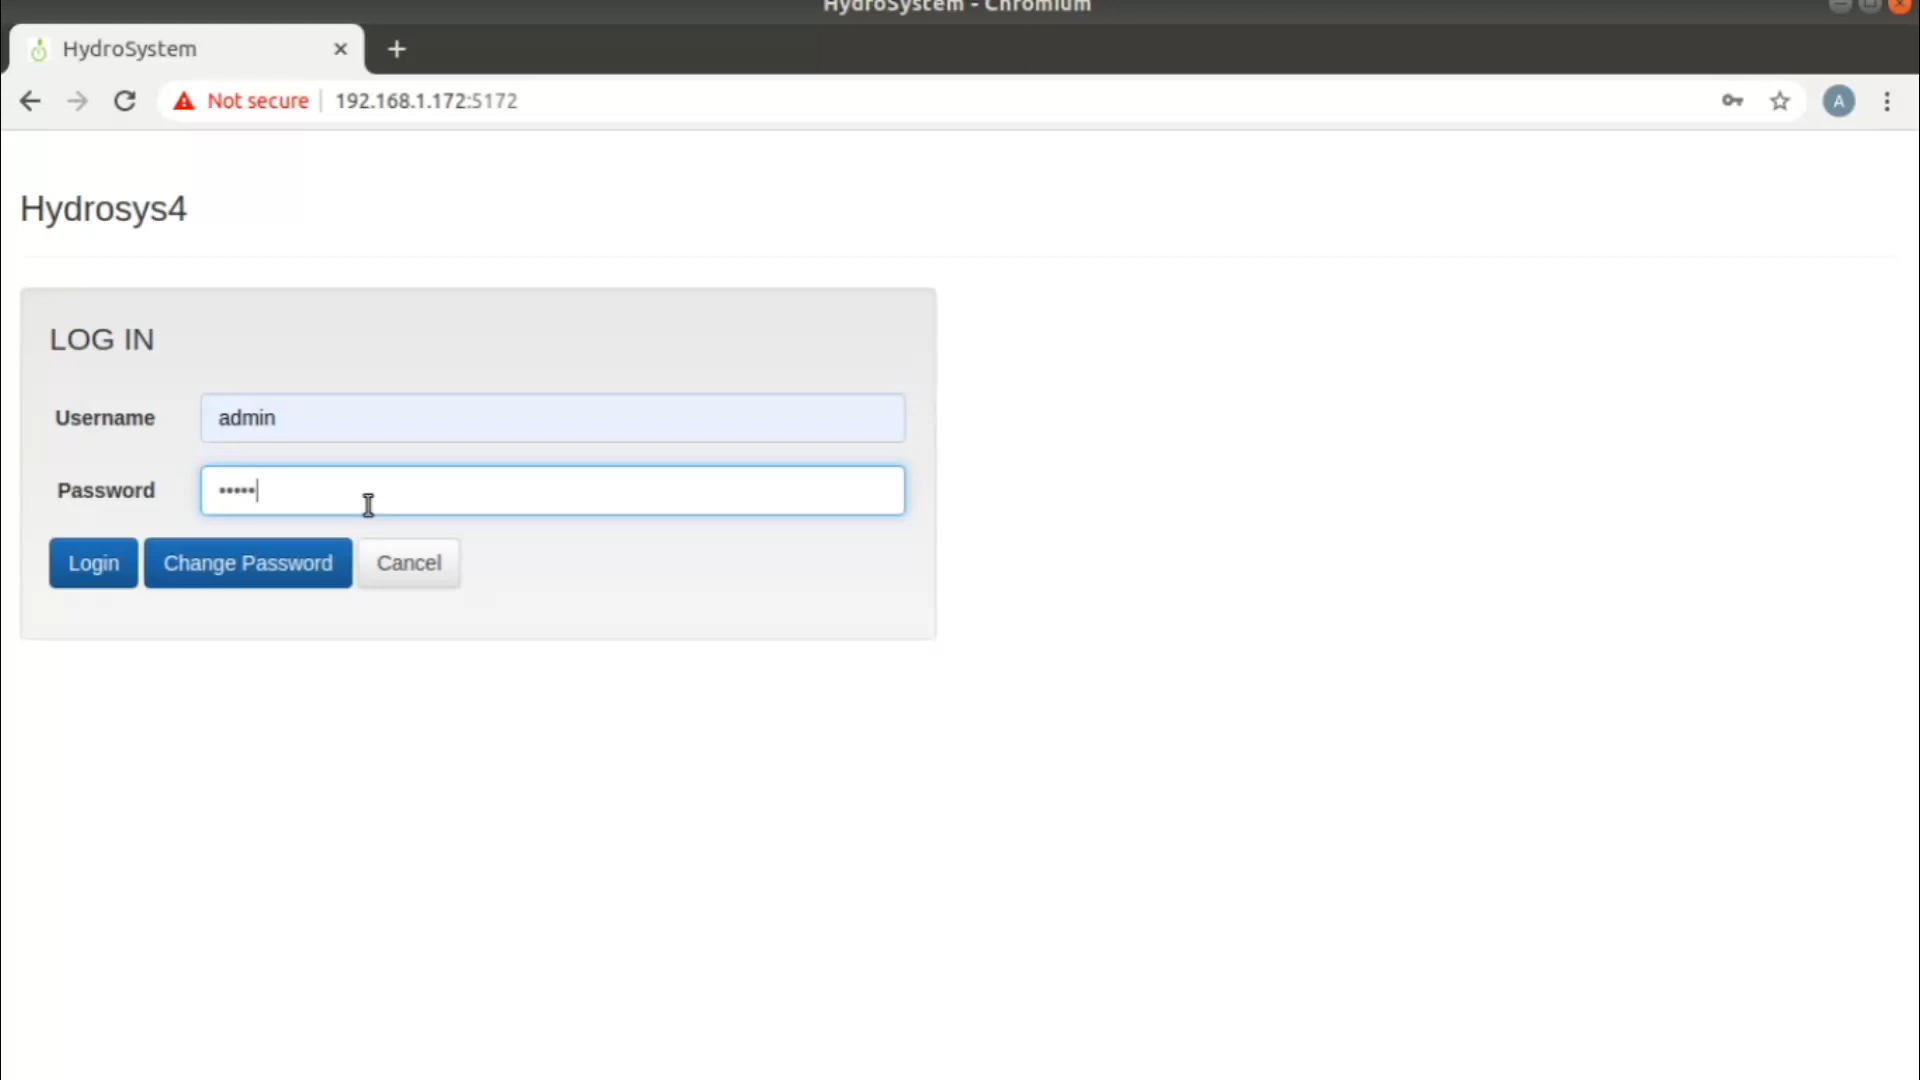 HydroSystem - Chromium
HydroSystem
Not secure
192.168.1.172:5172
A
Hydrosys4
LOG IN
Username
admin
Password
•••••
Login
Change Password
Cancel